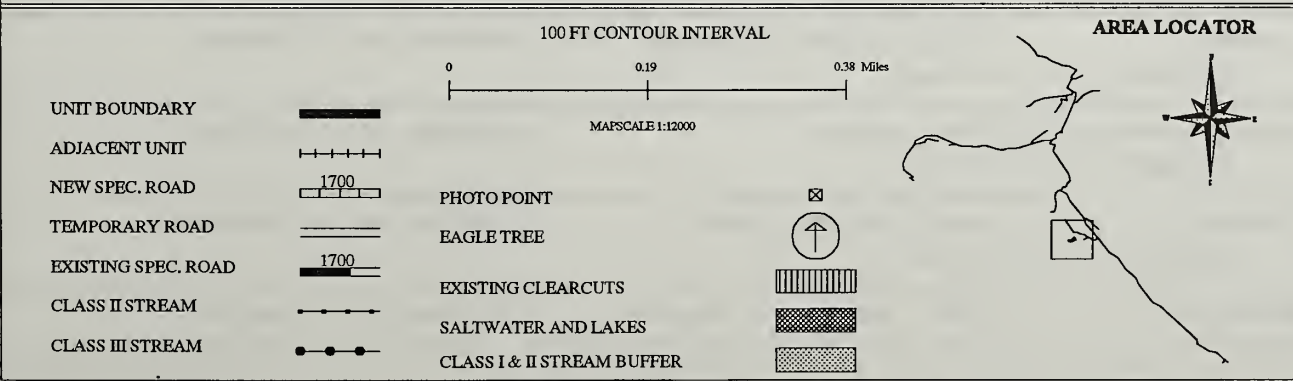 100 FT CONTOUR INTERVAL
AREA LOCATOR
0 0.19 0.38 Miles
MAPSCALE 1:12000
N
W E
S
UNIT BOUNDARY
ADJACENT UNIT
NEW SPEC. ROAD 1700
TEMPORARY ROAD
EXISTING SPEC. ROAD 1700
CLASS II STREAM
CLASS III STREAM
PHOTO POINT
EAGLE TREE
EXISTING CLEARCUTS
SALTWATER AND LAKES
CLASS I & II STREAM BUFFER